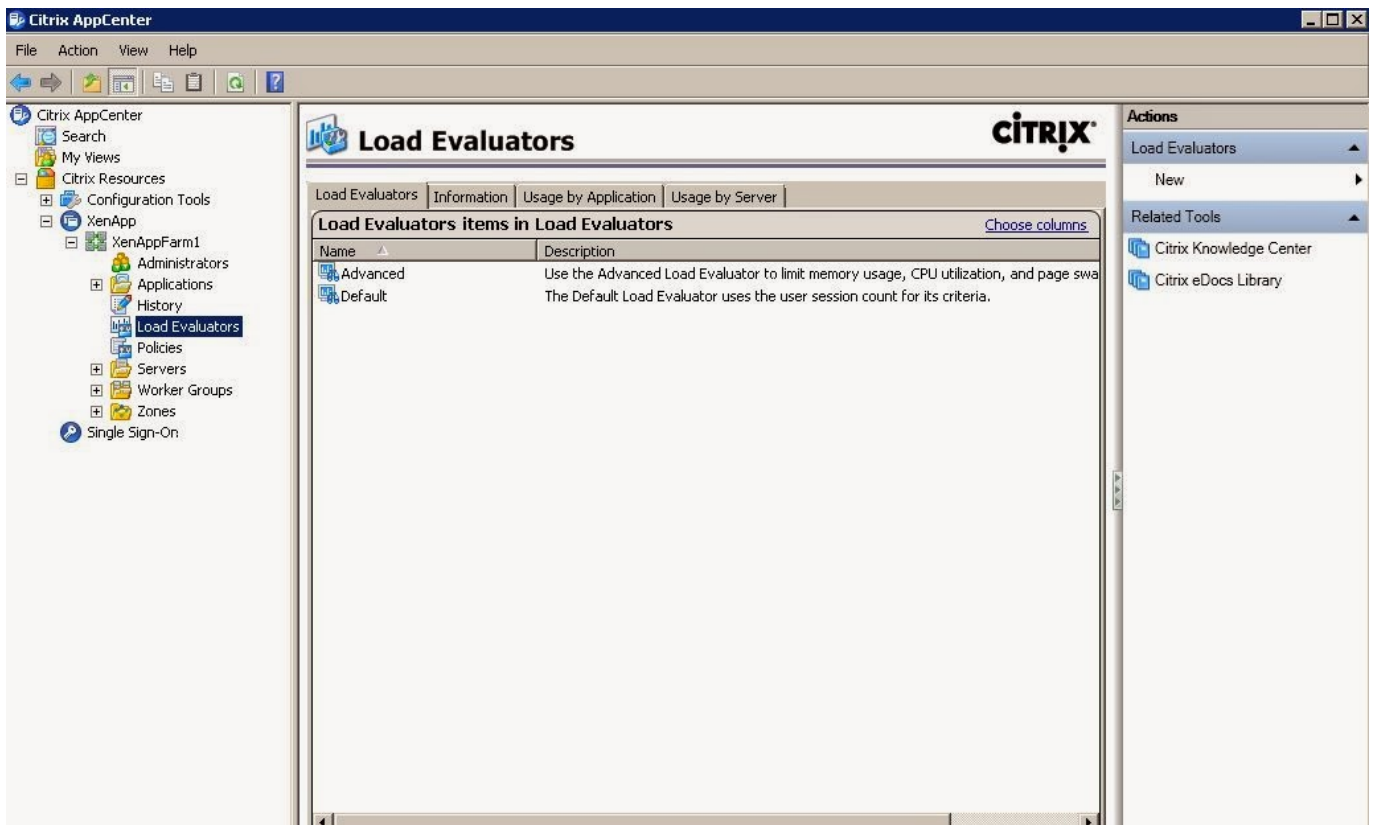 Citrix AppCenter
File Action View Help
Citrix AppCenter
Search
My Views
Citrix Resources
Configuration Tools
XenApp
XenAppFarm1
Administrators
Applications
History
Load Evaluators
Policies
Servers
Worker Groups
Zones
Single Sign-On
Load Evaluators
CITRIX
Load Evaluators Information Usage by Application Usage by Server
Load Evaluators items in Load Evaluators Choose columns
Name Description
Advanced Use the Advanced Load Evaluator to limit memory usage, CPU utilization, and page swa
Default The Default Load Evaluator uses the user session count for its criteria.
Actions
Load Evaluators
New
Related Tools
Citrix Knowledge Center
Citrix eDocs Library